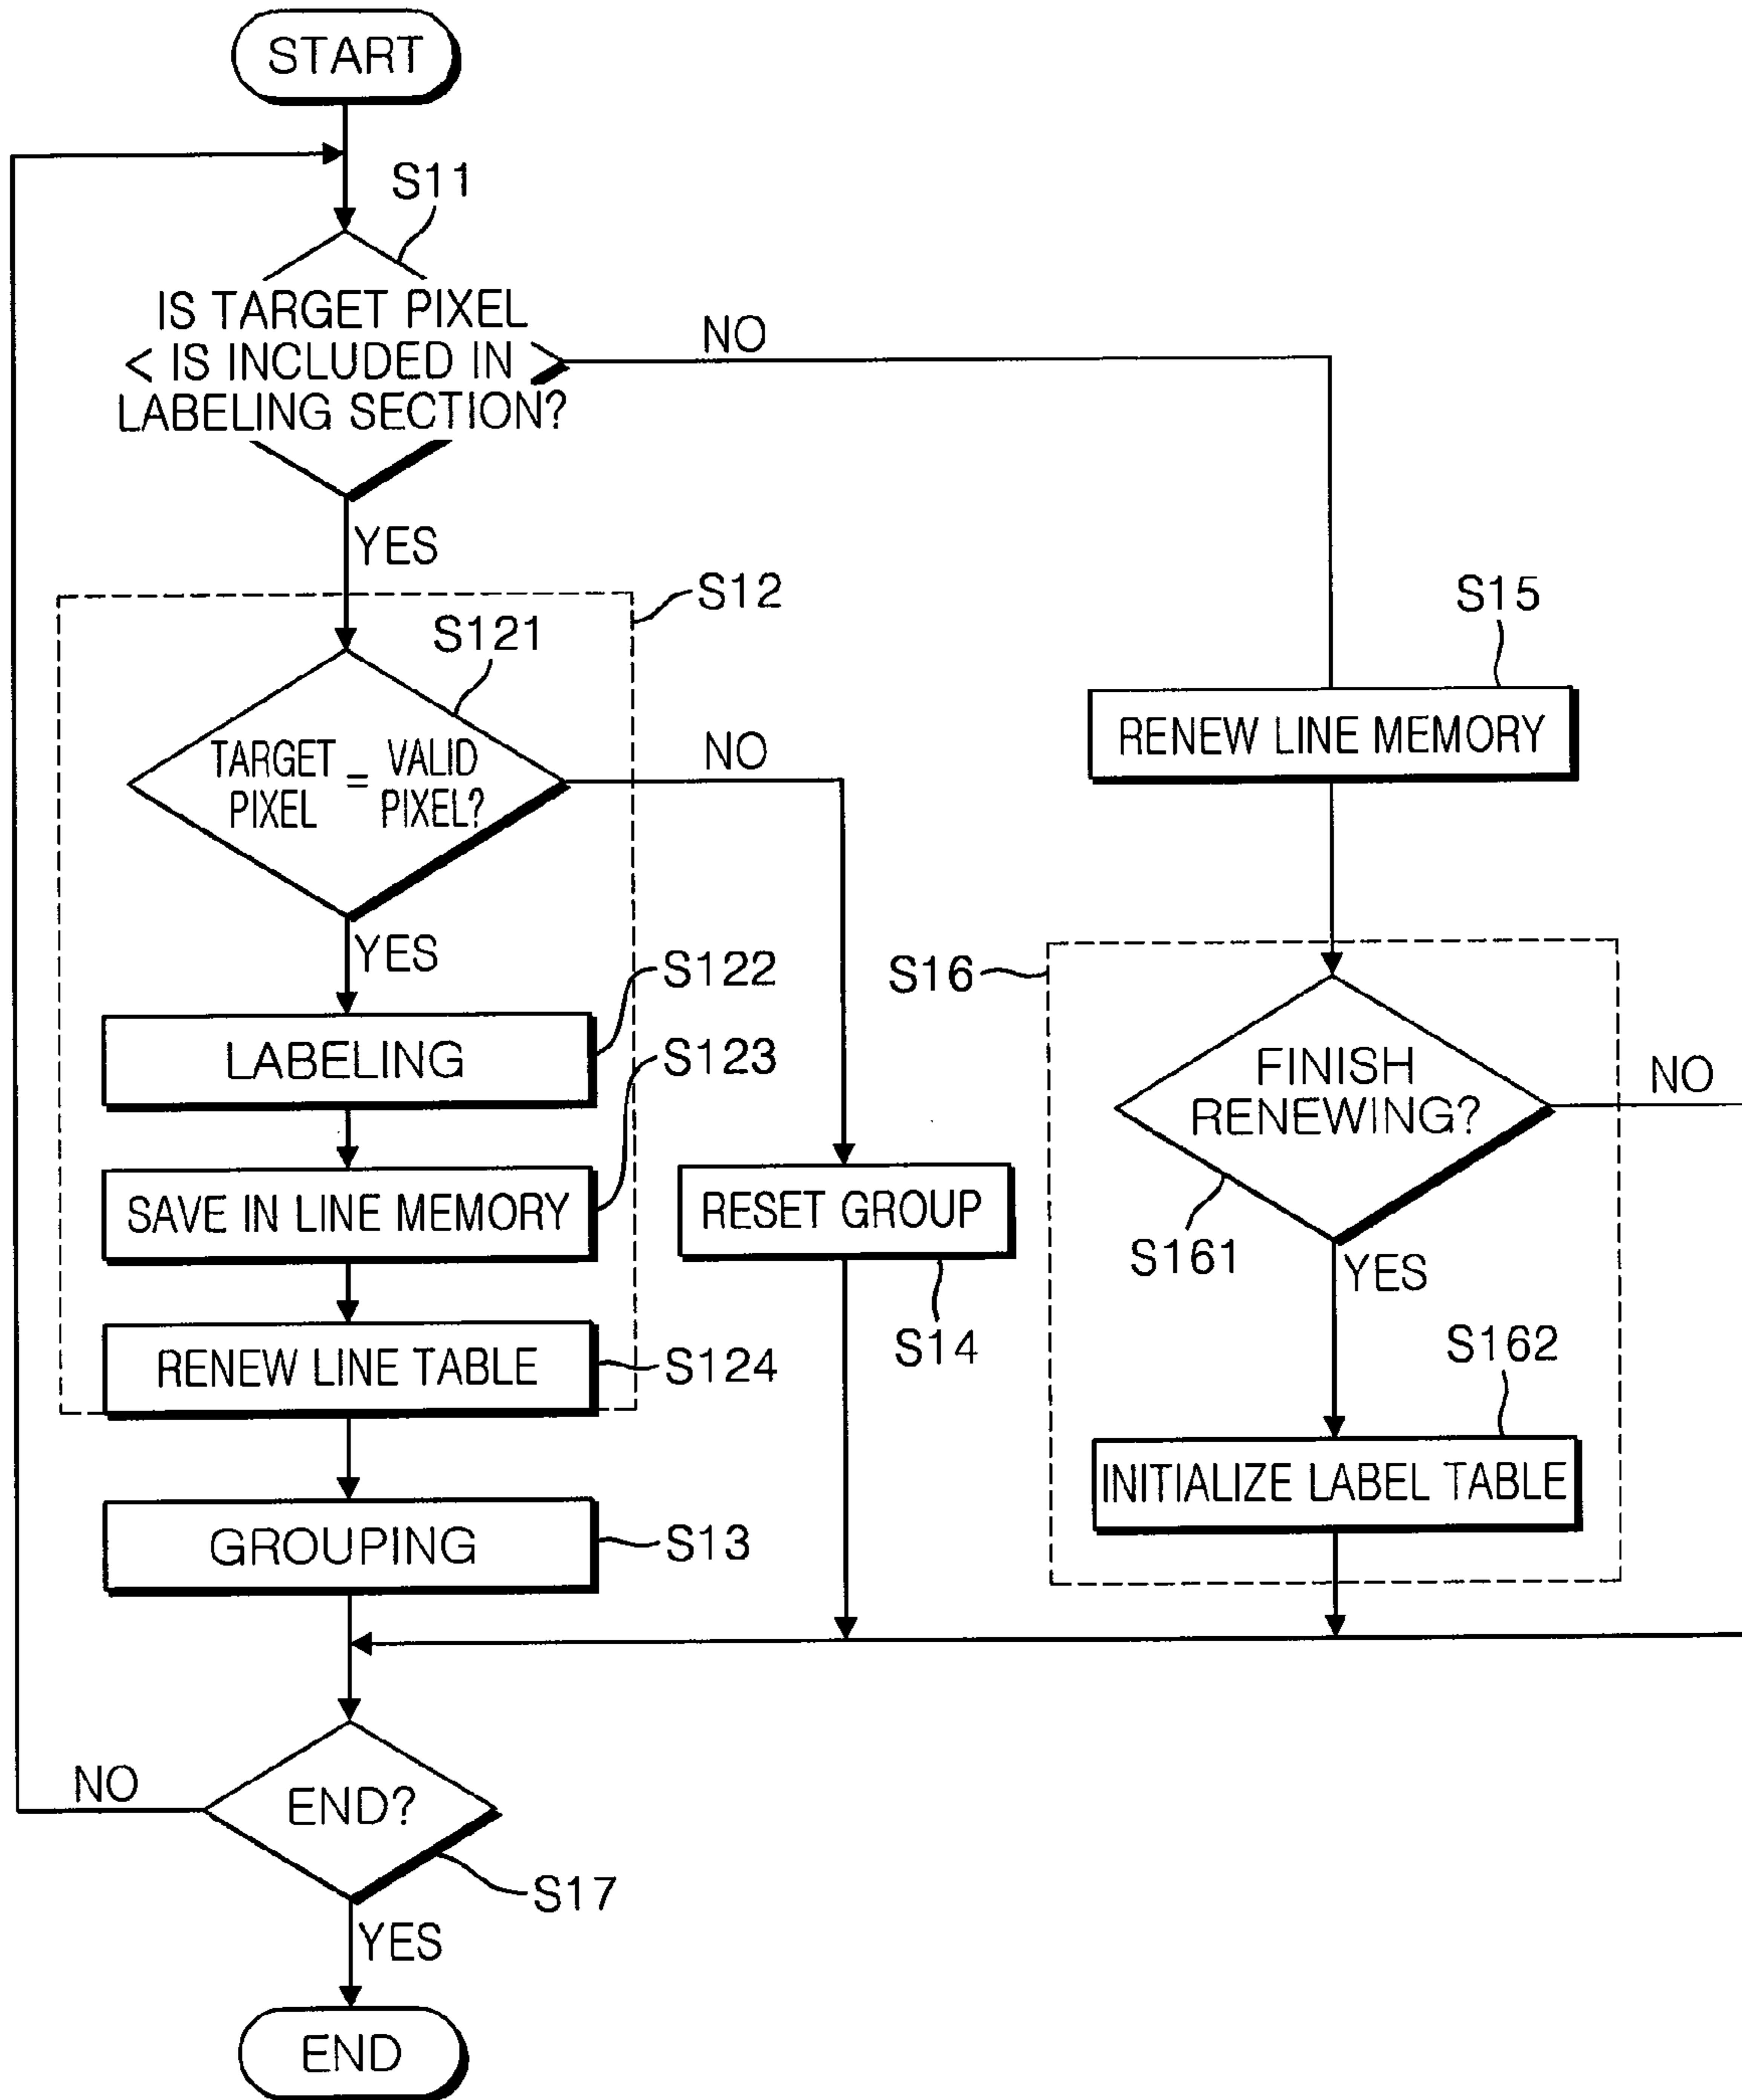 START
S11
IS TARGET PIXEL
< IS INCLUDED IN >
LABELING SECTION?
NO
YES
S12
S121
TARGET PIXEL = VALID PIXEL?
NO
YES
S122
LABELING
S123
SAVE IN LINE MEMORY
RENEW LINE TABLE
S124
GROUPING
S13
RESET GROUP
S14
S15
RENEW LINE MEMORY
S16
FINISH
RENEWING?
NO
S161
YES
S162
INITIALIZE LABEL TABLE
END?
NO
S17
YES
END